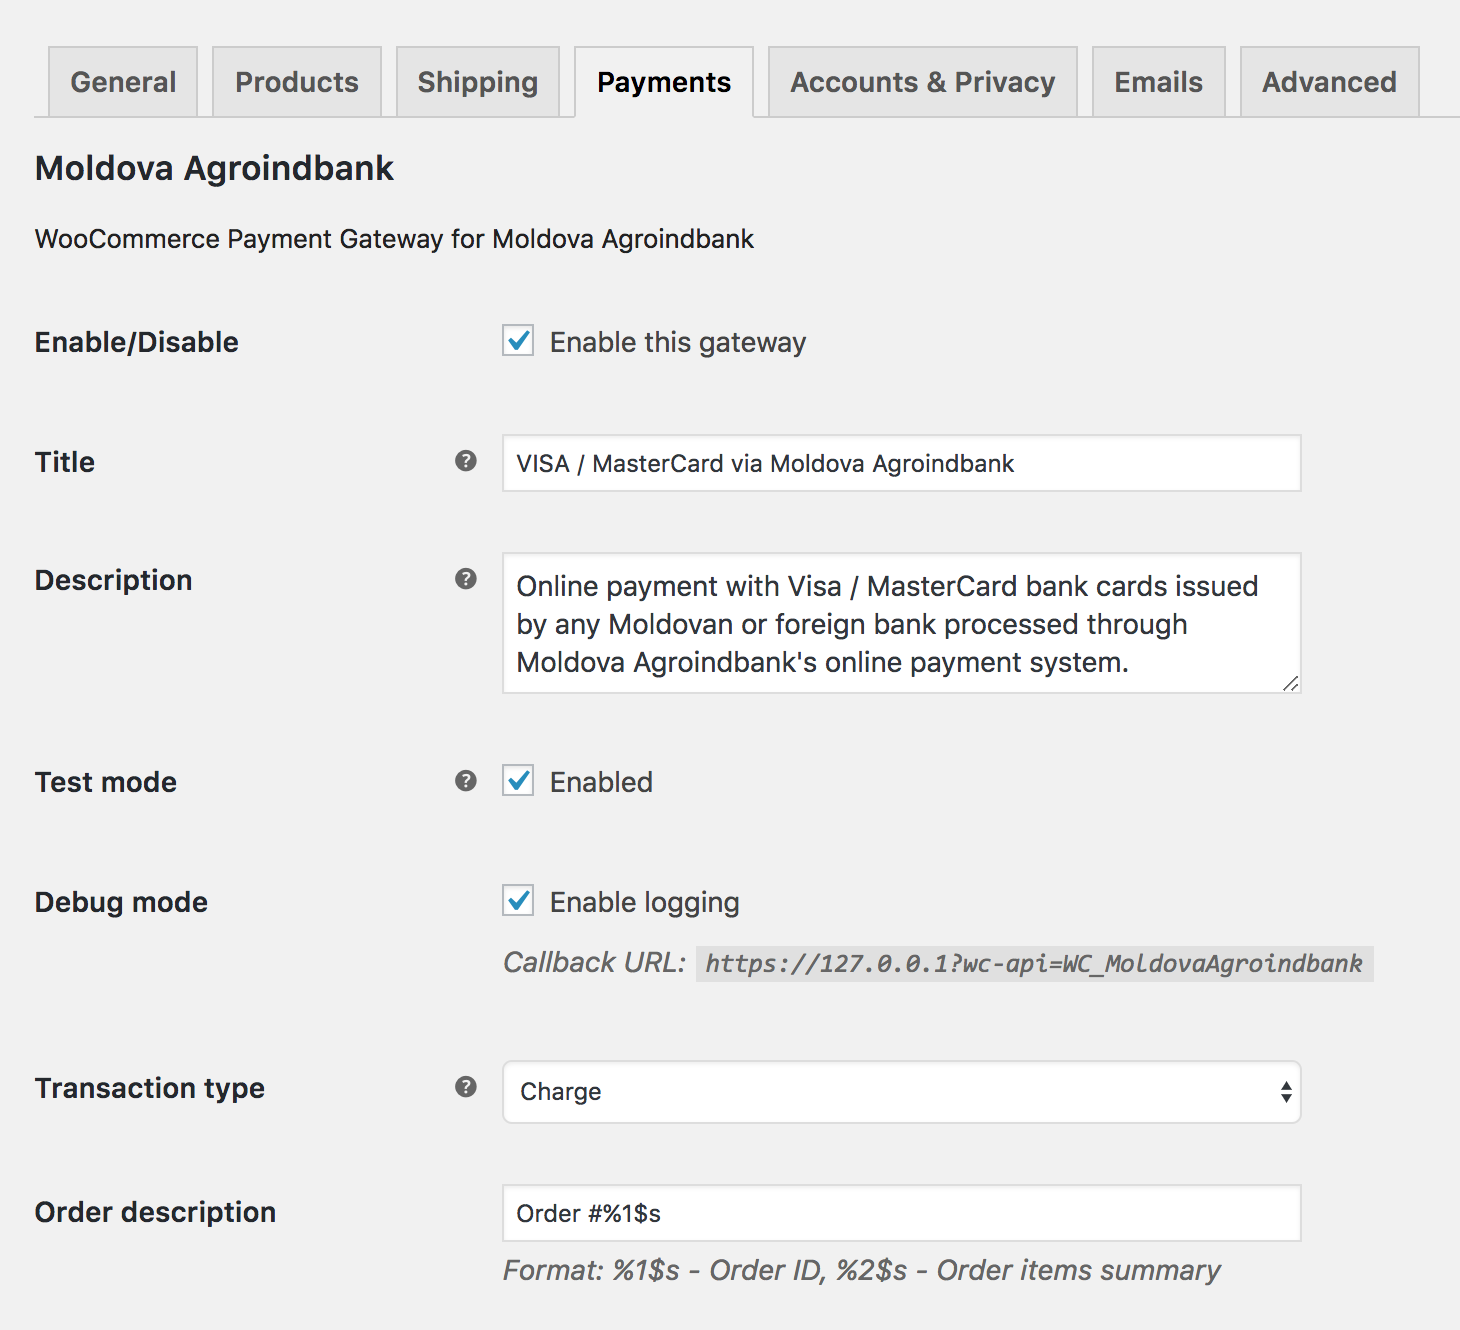 General Products Shipping Payments Accounts & Privacy Emails Advanced
Moldova Agroindbank
WooCommerce Payment Gateway for Moldova Agroindbank
Enable/Disable Enable this gateway
Title VISA / MasterCard via Moldova Agroindbank
Description Online payment with Visa / MasterCard bank cards issued
by any Moldovan or foreign bank processed through
Moldova Agroindbank's online payment system.
Test mode Enabled
Debug mode Enable logging
Callback URL: https://127.0.0.1?wc-api=WC_MoldovaAgroindbank
Transaction type Charge
Order description Order #%1$s
Format: %1$s - Order ID, %2$s - Order items summary